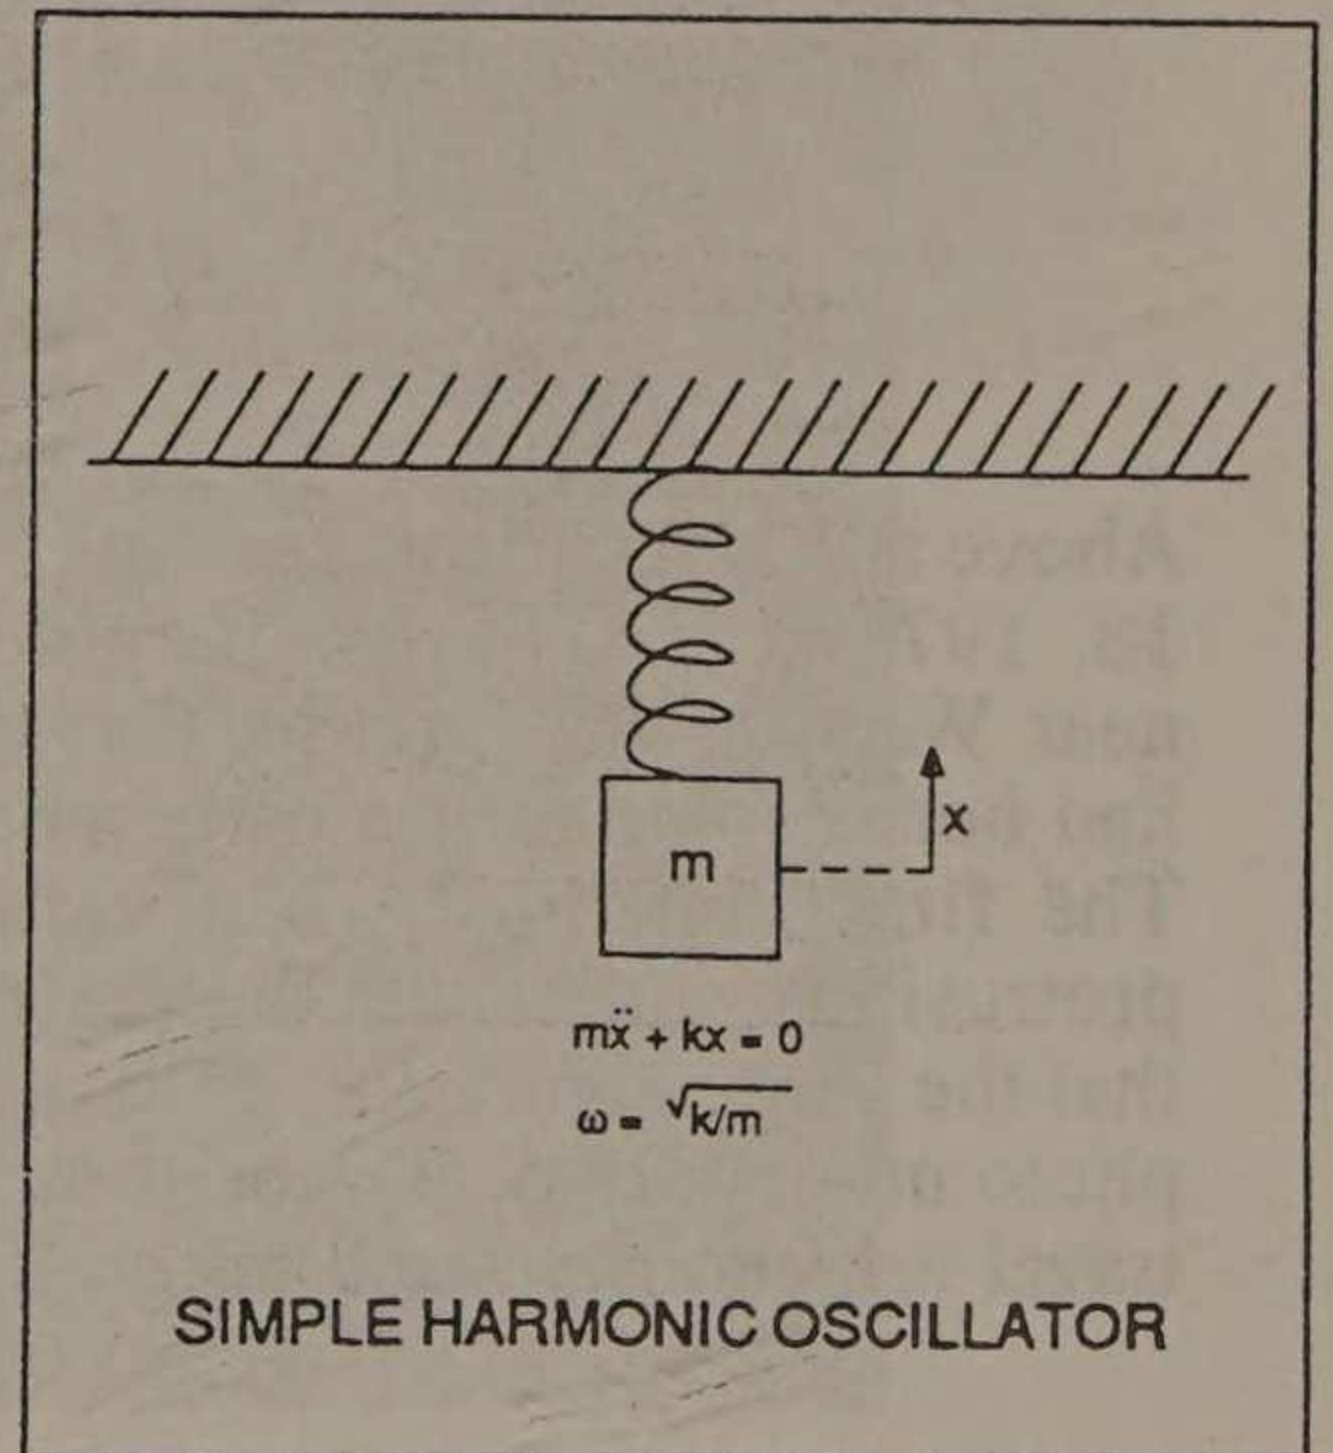 x
m
mẍ + kx = 0
ω = √k/m
SIMPLE HARMONIC OSCILLATOR